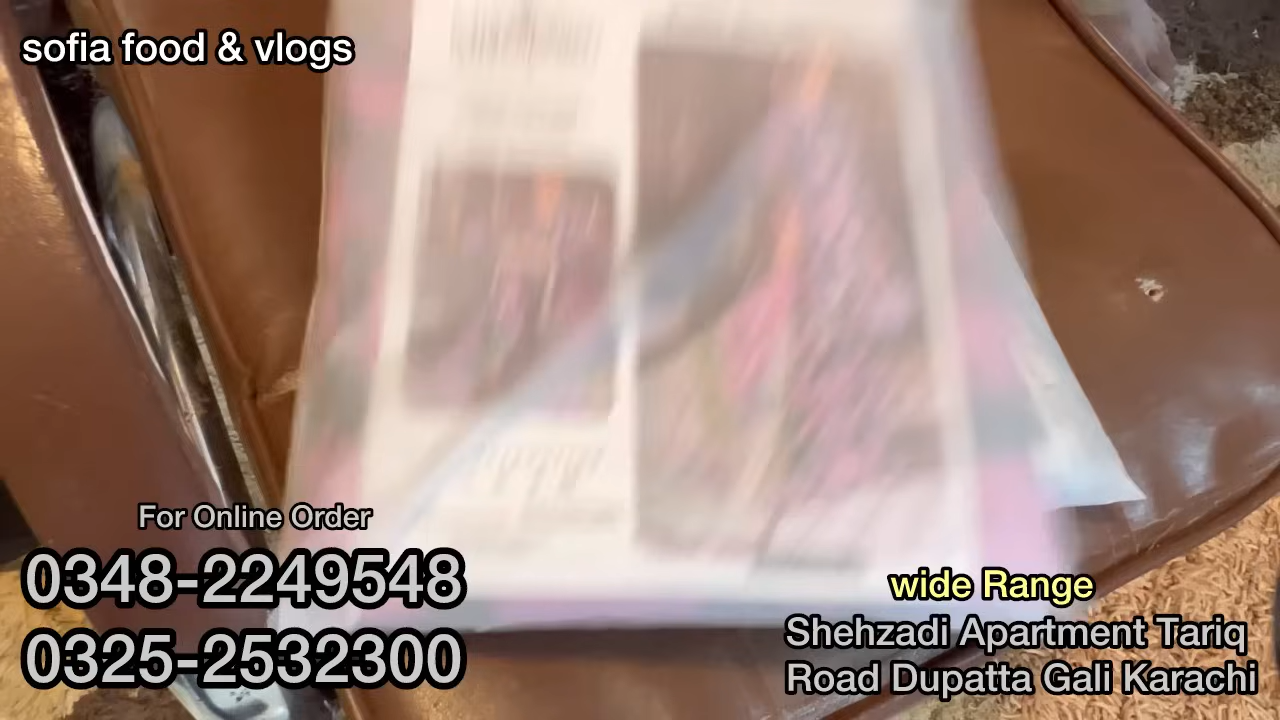 sofia food & vlogs
For Online Order
0348-2249548
0325-2532300
wide Range
Shehzadi Apartment Tariq
Road Dupatta Gali Karachi